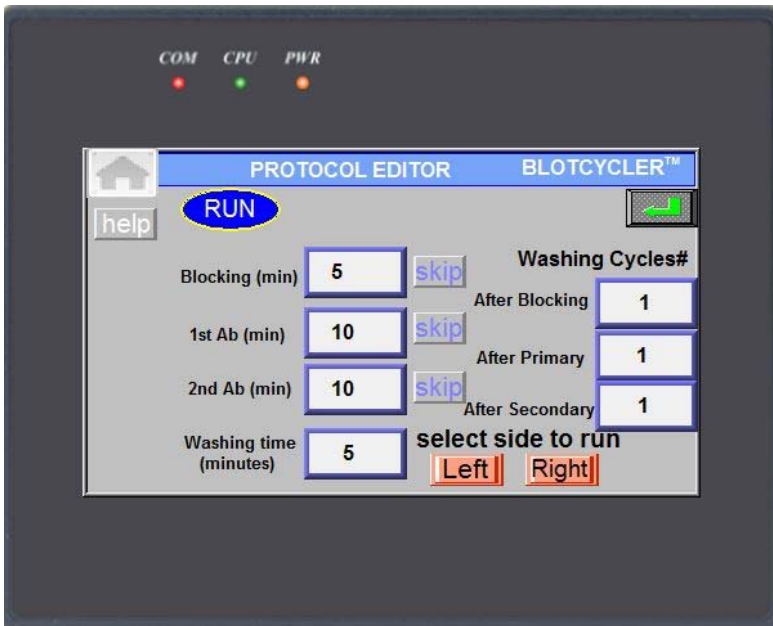 COM CPU PWR
PROTOCOL EDITOR BLOTCYCLER™
help
RUN
Blocking (min) 5 skip
1st Ab (min) 10 skip
2nd Ab (min) 10 skip
Washing time
(minutes) 5
Washing Cycles#
After Blocking 1
After Primary 1
After Secondary 1
select side to run
Left Right